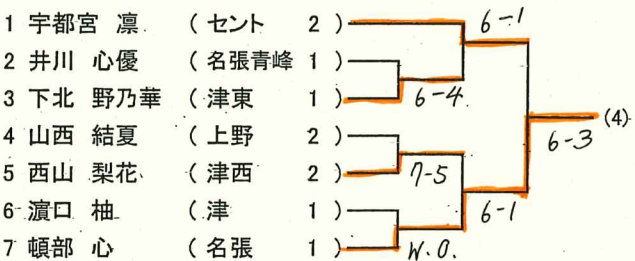 1 宇都宮 凛 (セント 2)
6-1
2 井川 心優 (名張青峰 1)
3 下北 野乃華 (津東 1)
6-4
(4)
4 山西 結夏 (上野 2)
6-3
5 西山 梨花 (津西 2)
7-5
6 濵口 柚 (津 1)
6-1
7 頓部 心 (名張 1)
W.O.